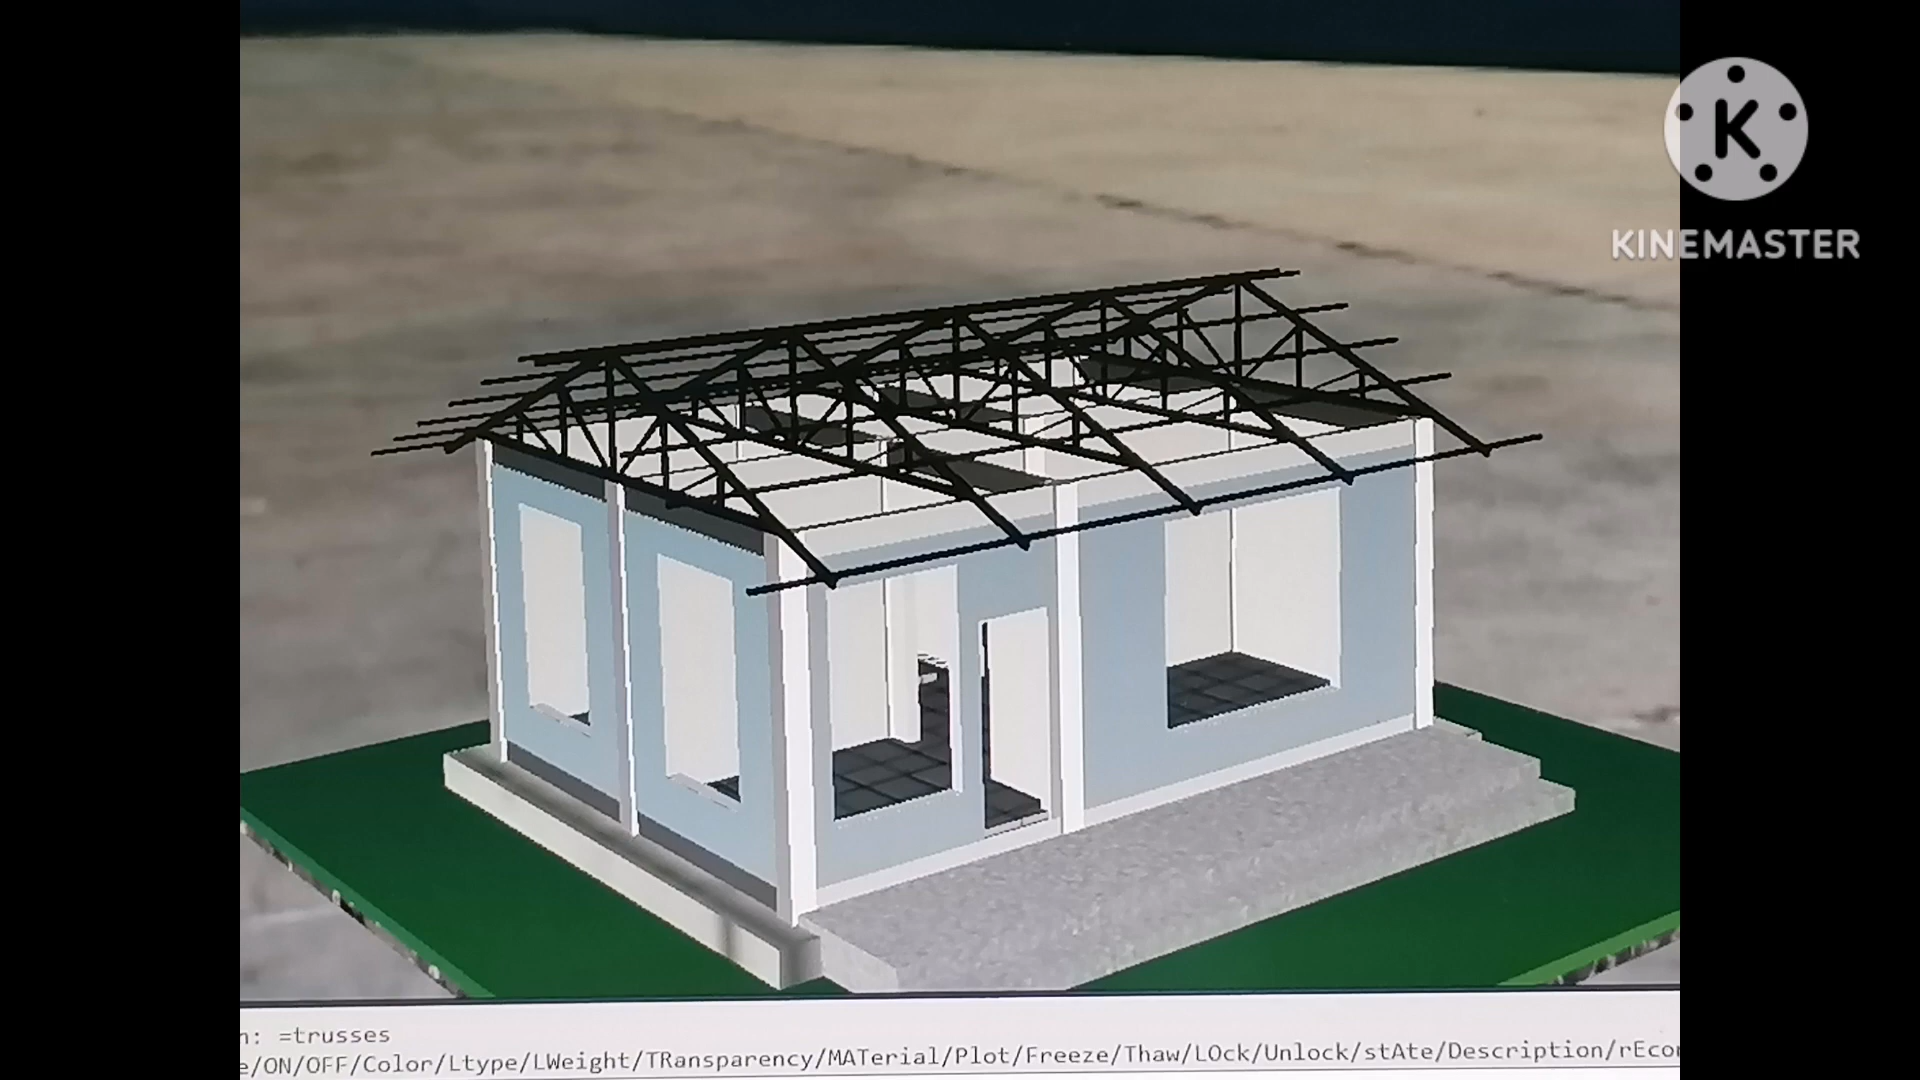 K
KINEMASTER
n: =trusses
e/ON/OFF/Color/Ltype/LWeight/TRansparency/MATerial/Plot/Freeze/Thaw/LOck/Unlock/stAte/Description/rEcon